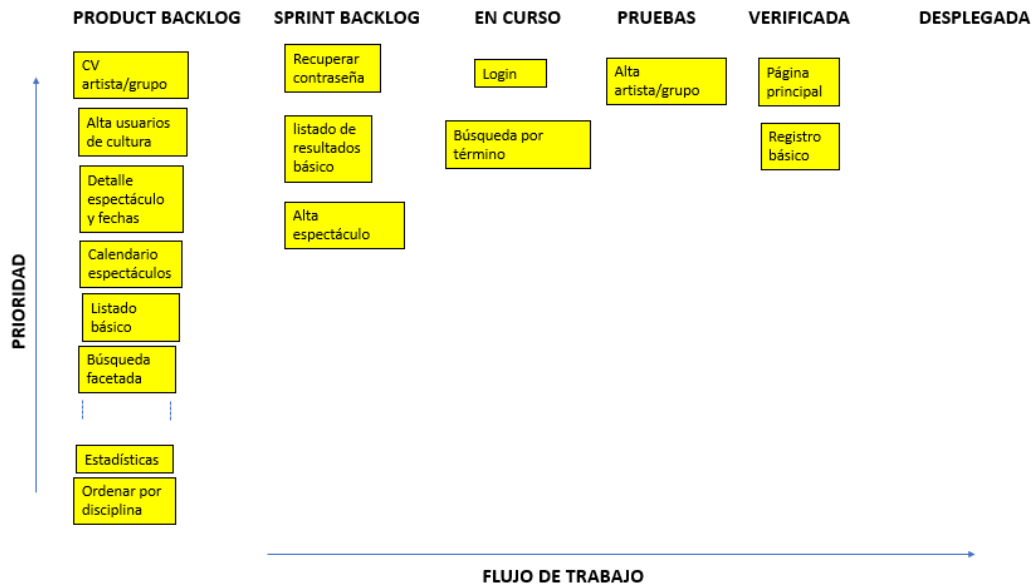 PRODUCT BACKLOG
SPRINT BACKLOG
EN CURSO
PRUEBAS
VERIFICADA
DESPLEGADA
CV
artista/grupo
Alta usuarios
de cultura
Detalle
espectáculo
y fechas
Calendario
espectáculos
Listado
básico
Búsqueda
facetada
Estadísticas
Ordenar por
disciplina
Recuperar
contraseña
listado de
resultados
básico
Alta
espectáculo
Login
Búsqueda por
término
Alta
artista/grupo
Página
principal
Registro
básico
PRIORIDAD
FLUJO DE TRABAJO